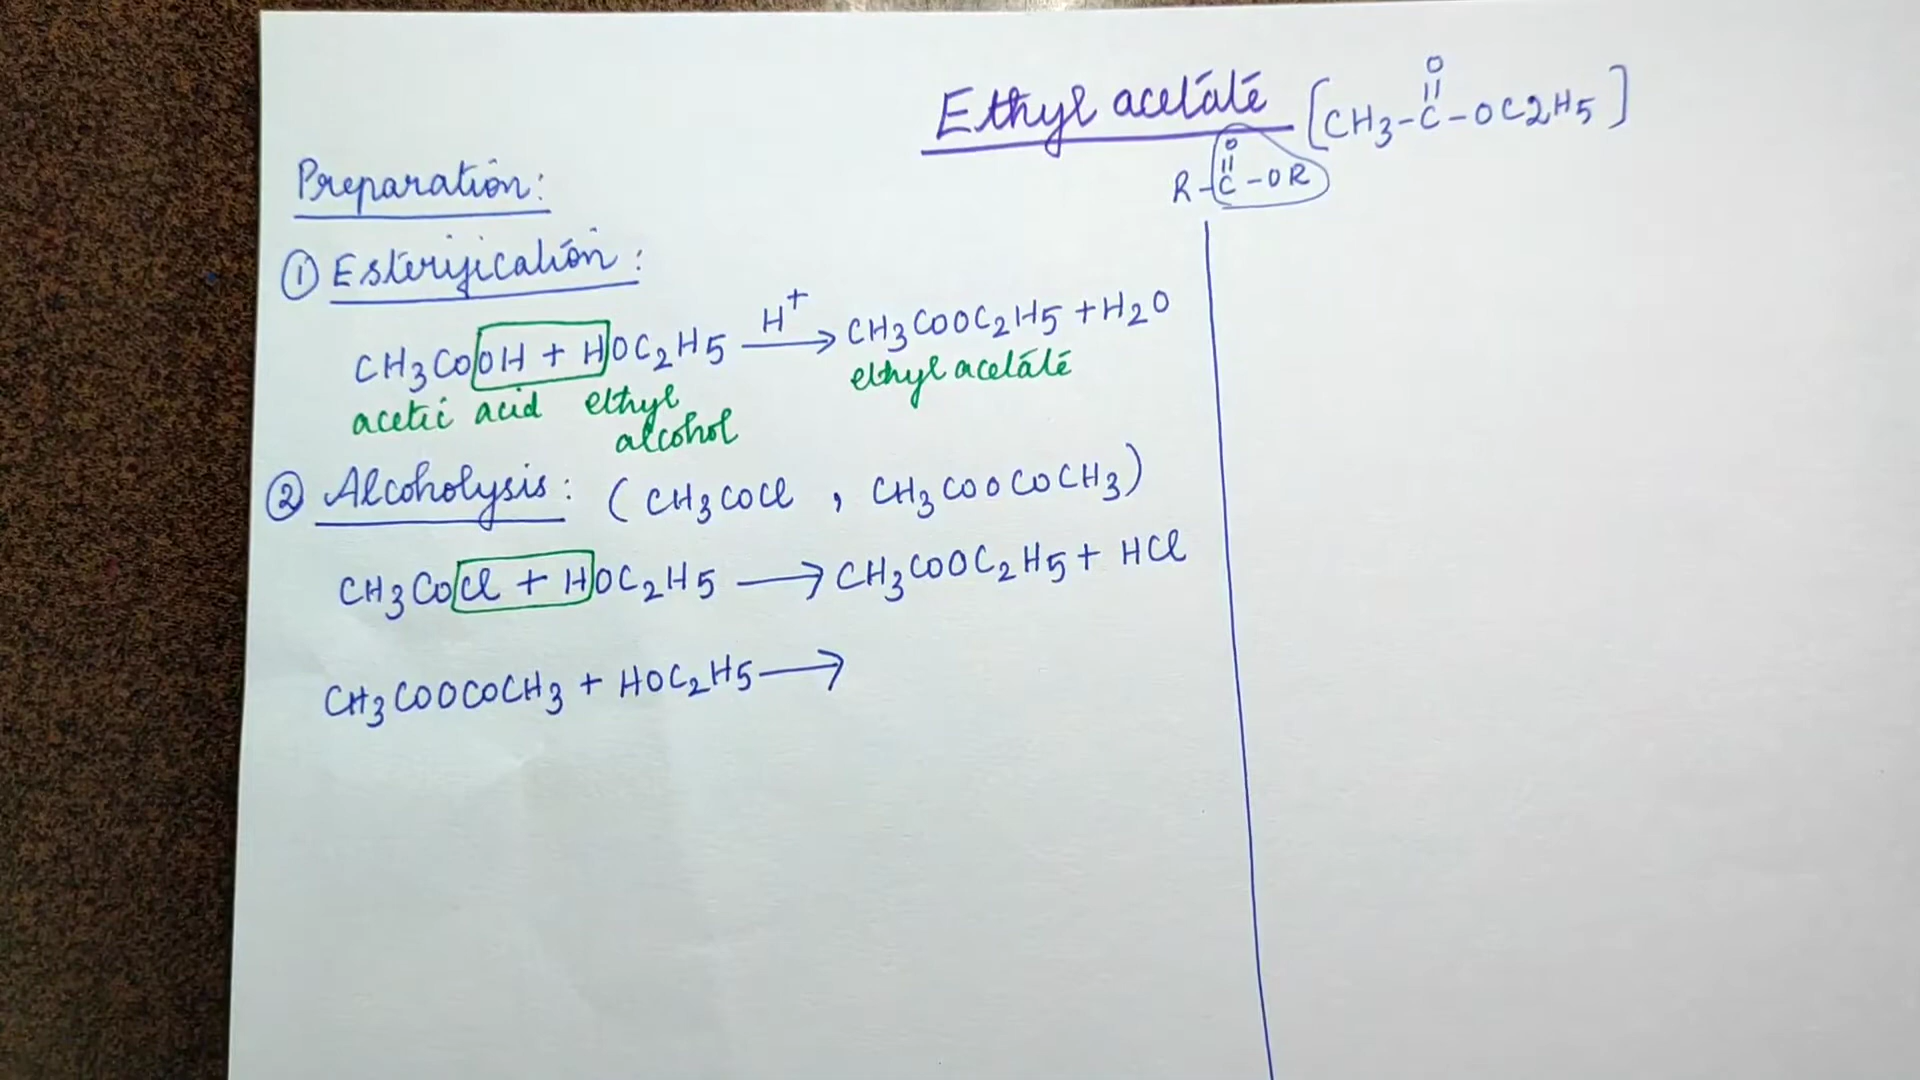 Ethyl acetate [CH3-C-OC2H5]
O
||
R-C-OR
O
||
Preparation:
① Esterification:
CH3COOH + HOC2H5 ⟶ CH3COOC2H5 + H2O
H+
acetic acid ethyl alcohol
ethyl acetate
② Alcoholysis: (CH3COCl , CH3COOCOCH3)
CH3COCl + HOC2H5 ⟶ CH3COOC2H5 + HCl
CH3COOCOCH3 + HOC2H5 ⟶